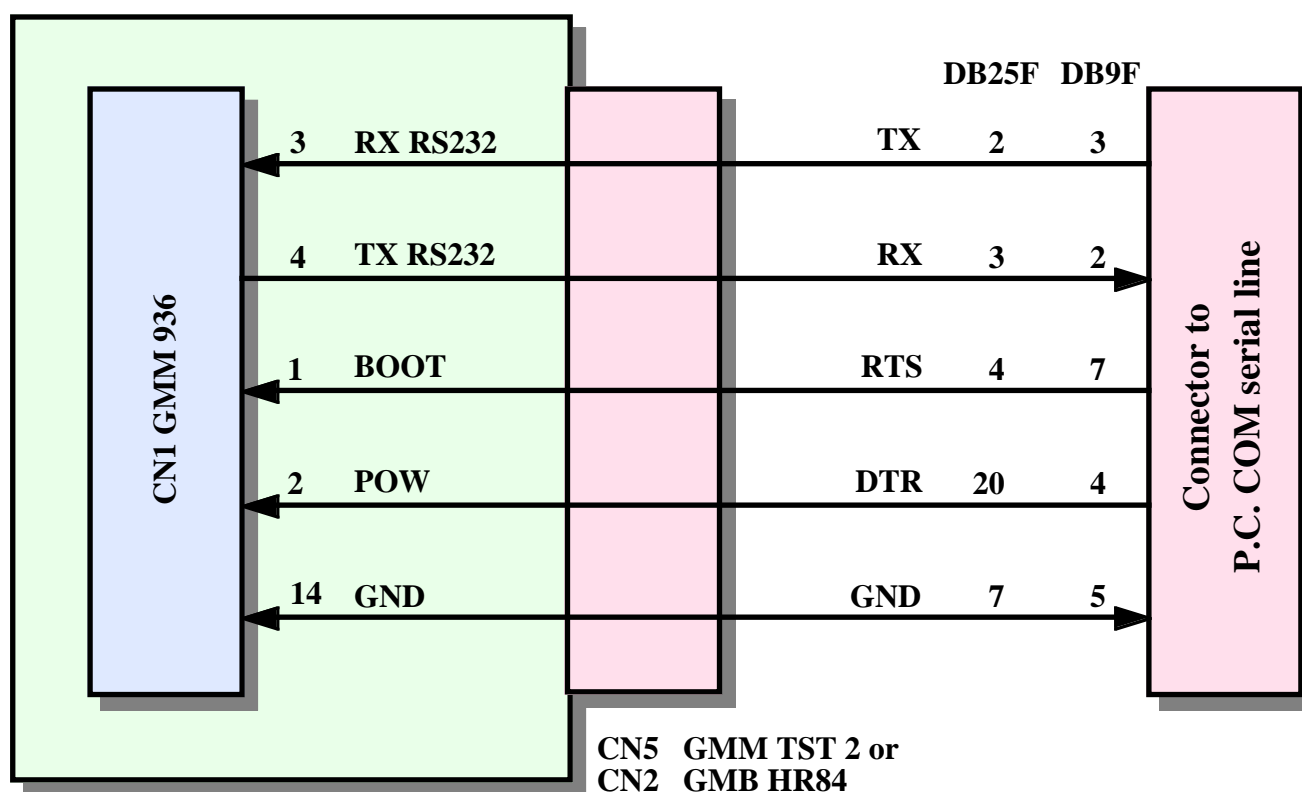 DB25F DB9F
3 RX RS232 TX 2 3
4 TX RS232 RX 3 2
1 BOOT RTS 4 7
2 POW DTR 20 4
14 GND GND 7 5
CN1 GMM 936
Connector to
P.C. COM serial line
CN5 GMM TST 2 or
CN2 GMB HR84